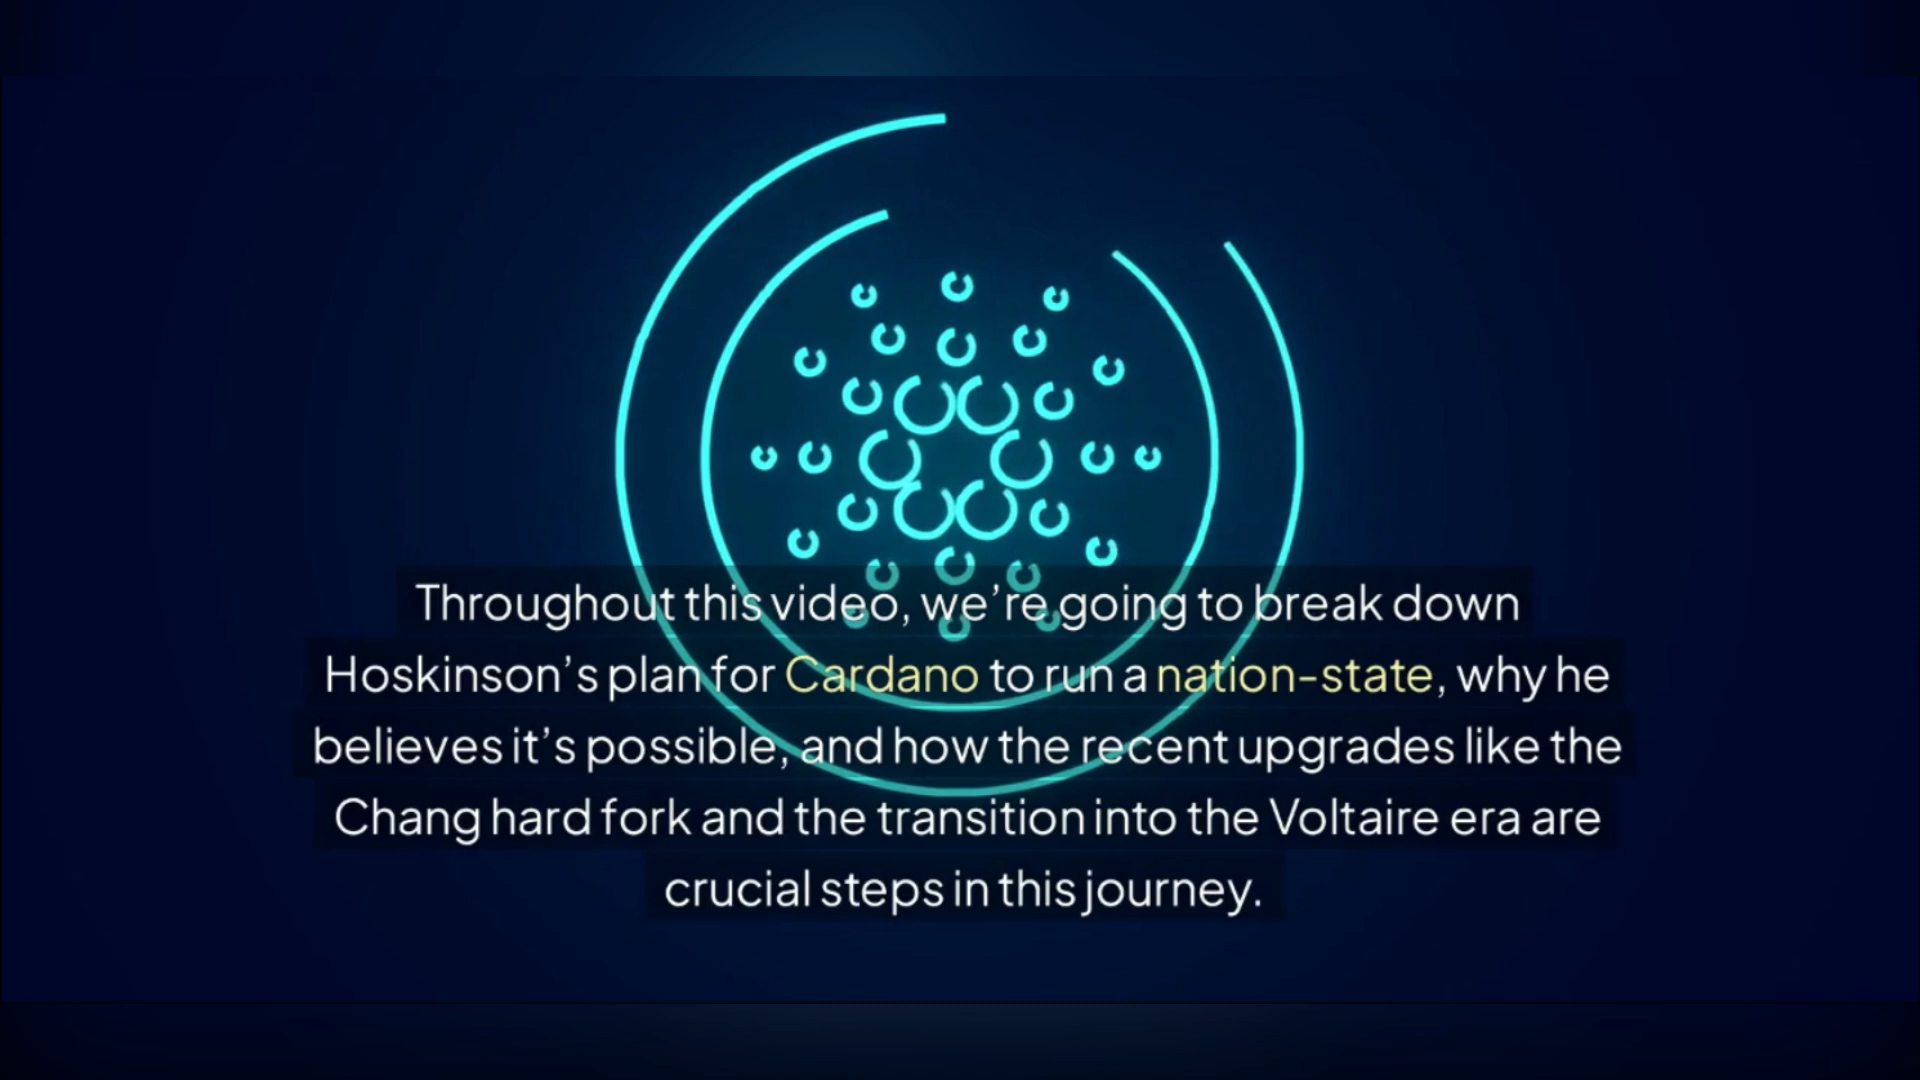 Throughout this video, we're going to break down
Hoskinson's plan for Cardano to run a nation-state, why he
believes it's possible, and how the recent upgrades like the
Chang hard fork and the transition into the Voltaire era are
crucial steps in this journey.